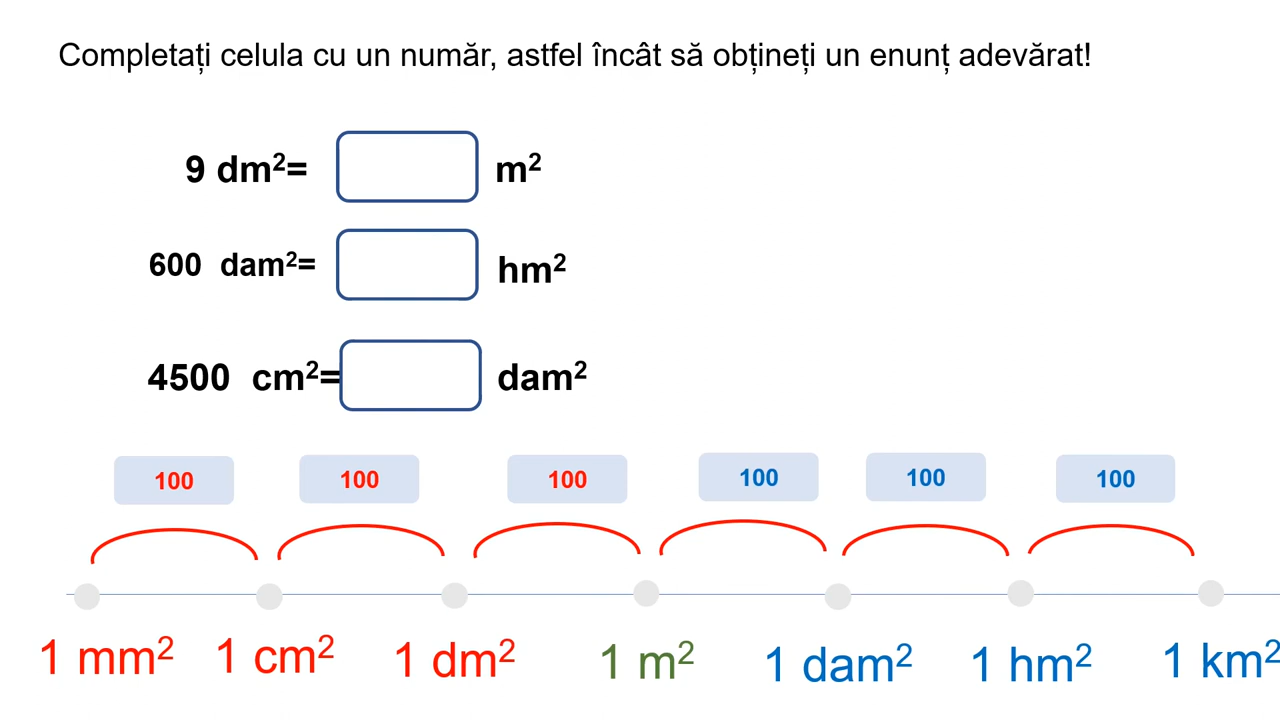 Completați celula cu un număr, astfel încât să obțineți un enunț adevărat!
9 dm²= m²
600 dam²= hm²
4500 cm²= dam²
100 100 100 100 100 100
1 mm² 1 cm² 1 dm² 1 m² 1 dam² 1 hm² 1 km²